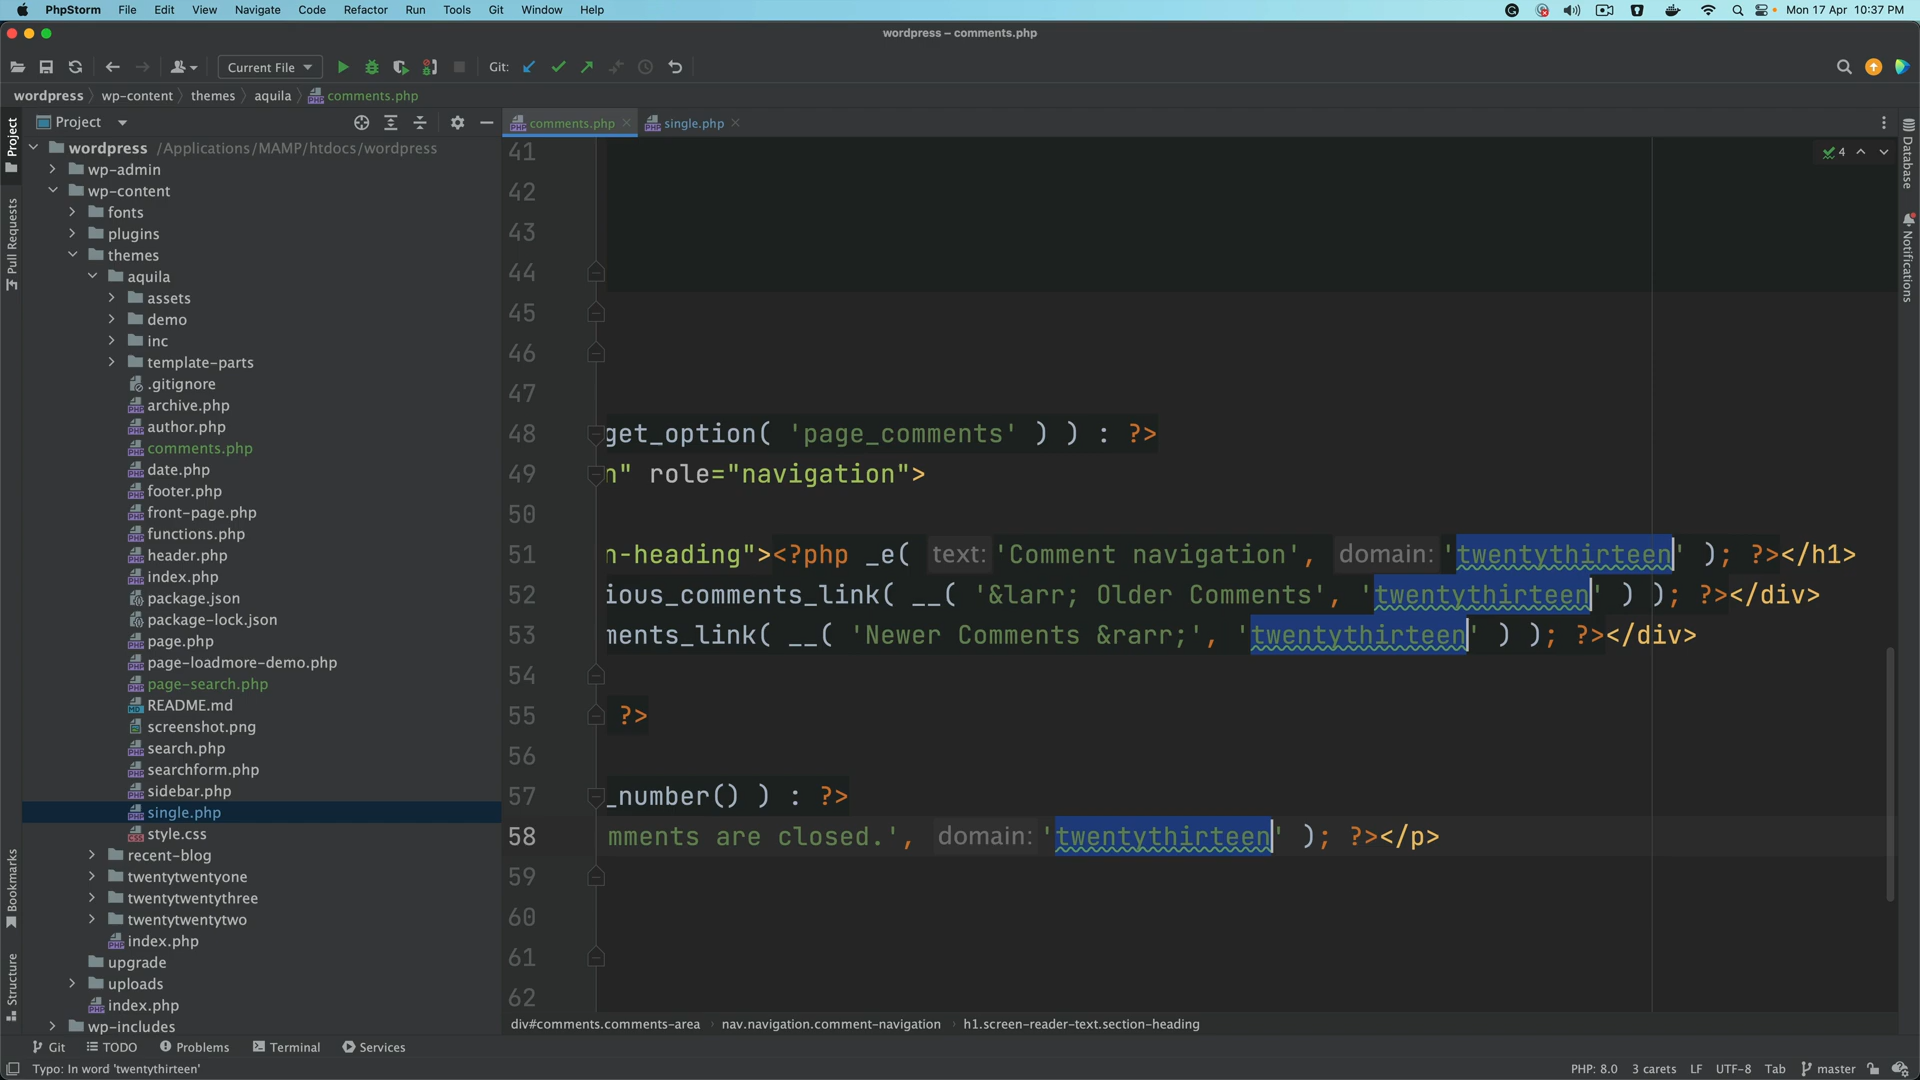 PhpStorm File Edit View Navigate Code Refactor Run Tools Git Window Help Mon 17 Apr 10:37 PM
wordpress – comments.php
Current File Git:
wordpress wp-content themes aquila comments.php
Project
comments.php
single.php
Project
Pull Requests
Bookmarks
Structure
wordpress /Applications/MAMP/htdocs/wordpress
wp-admin
wp-content
fonts
plugins
themes
aquila
assets
demo
inc
template-parts
.gitignore
archive.php
author.php
comments.php
date.php
footer.php
front-page.php
functions.php
header.php
index.php
package.json
package-lock.json
page.php
page-loadmore-demo.php
page-search.php
README.md
screenshot.png
search.php
searchform.php
sidebar.php
single.php
style.css
recent-blog
twentytwentyone
twentytwentythree
twentytwentytwo
index.php
upgrade
uploads
index.php
wp-includes
4
41
42
43
44
45
46
47
48 get_option( 'page_comments' ) ) : ?>
49 n" role="navigation">
50
51 n-heading"><?php _e( text: 'Comment navigation', domain: 'twentythirteen' ); ?></h1>
52 ious_comments_link( __( '&larr; Older Comments', 'twentythirteen' ) ); ?></div>
53 ments_link( __( 'Newer Comments &rarr;', 'twentythirteen' ) ); ?></div>
54
55 ?>
56
57 _number() ) : ?>
58 mments are closed.', domain: 'twentythirteen' ); ?></p>
59
60
61
62
Database
Notifications
div#comments.comments-area nav.navigation.comment-navigation h1.screen-reader-text.section-heading
Git TODO Problems Terminal Services
Typo: In word 'twentythirteen' PHP: 8.0 3 carets LF UTF-8 Tab master